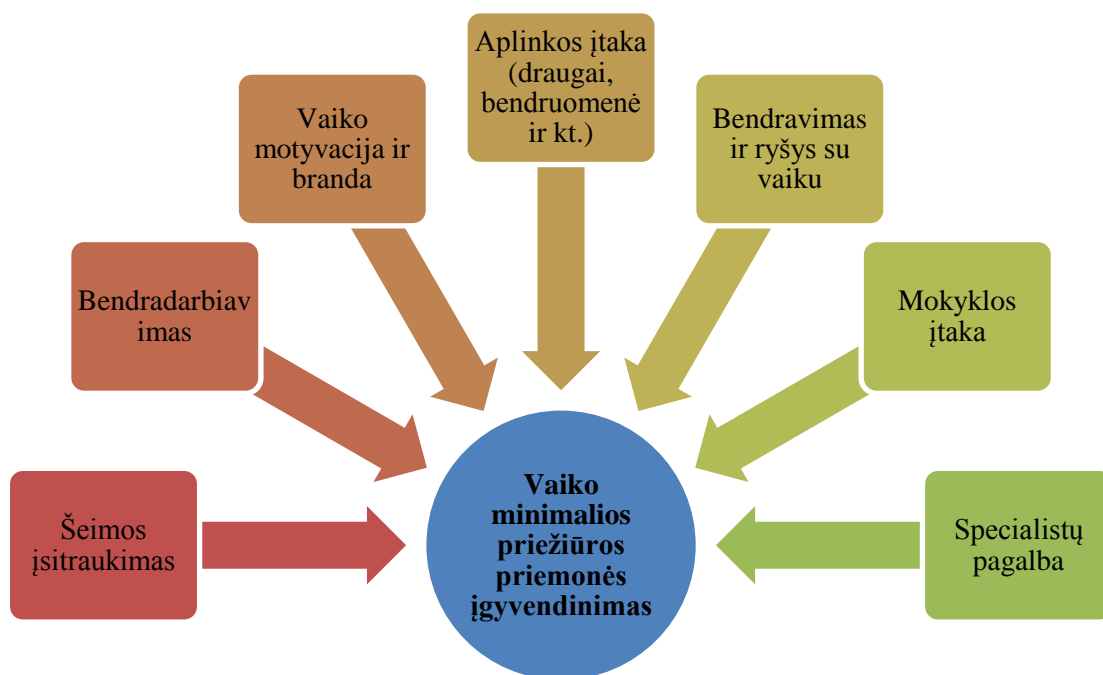 Aplinkos įtaka
(draugai,
bendruomenė
ir kt.)
Vaiko
motyvacija ir
branda
Bendravimas
ir ryšys su
vaiku
Bendradarbiav
imas
Mokyklos
įtaka
Šeimos
įsitraukimas
Vaiko
minimalios
priežiūros
priemonės
įgyvendinimas
Specialistų
pagalba